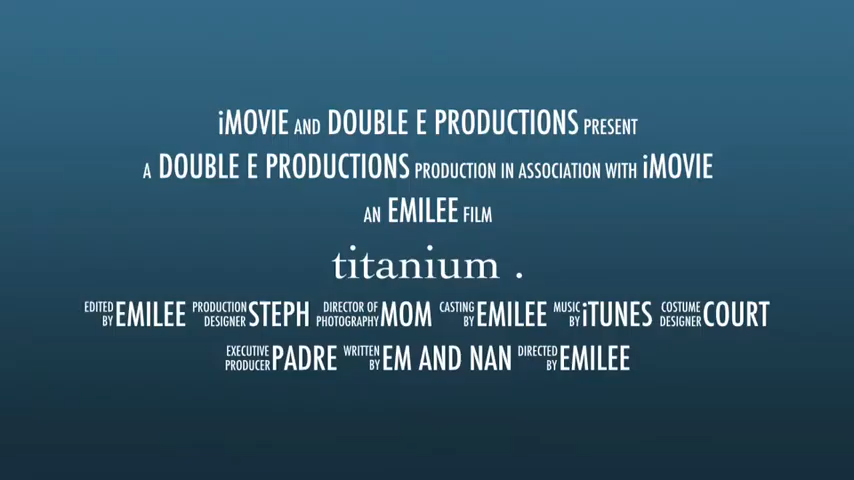 iMOVIE AND DOUBLE E PRODUCTIONS PRESENT
A DOUBLE E PRODUCTIONS PRODUCTION IN ASSOCIATION WITH iMOVIE
AN EMILEE FILM
titanium .
EDITED BY EMILEE PRODUCTION DESIGNER STEPH DIRECTOR OF PHOTOGRAPHY MOM CASTING BY EMILEE MUSIC BY iTUNES COSTUME DESIGNER COURT
EXECUTIVE PRODUCER PADRE WRITTEN BY EM AND NAN DIRECTED BY EMILEE